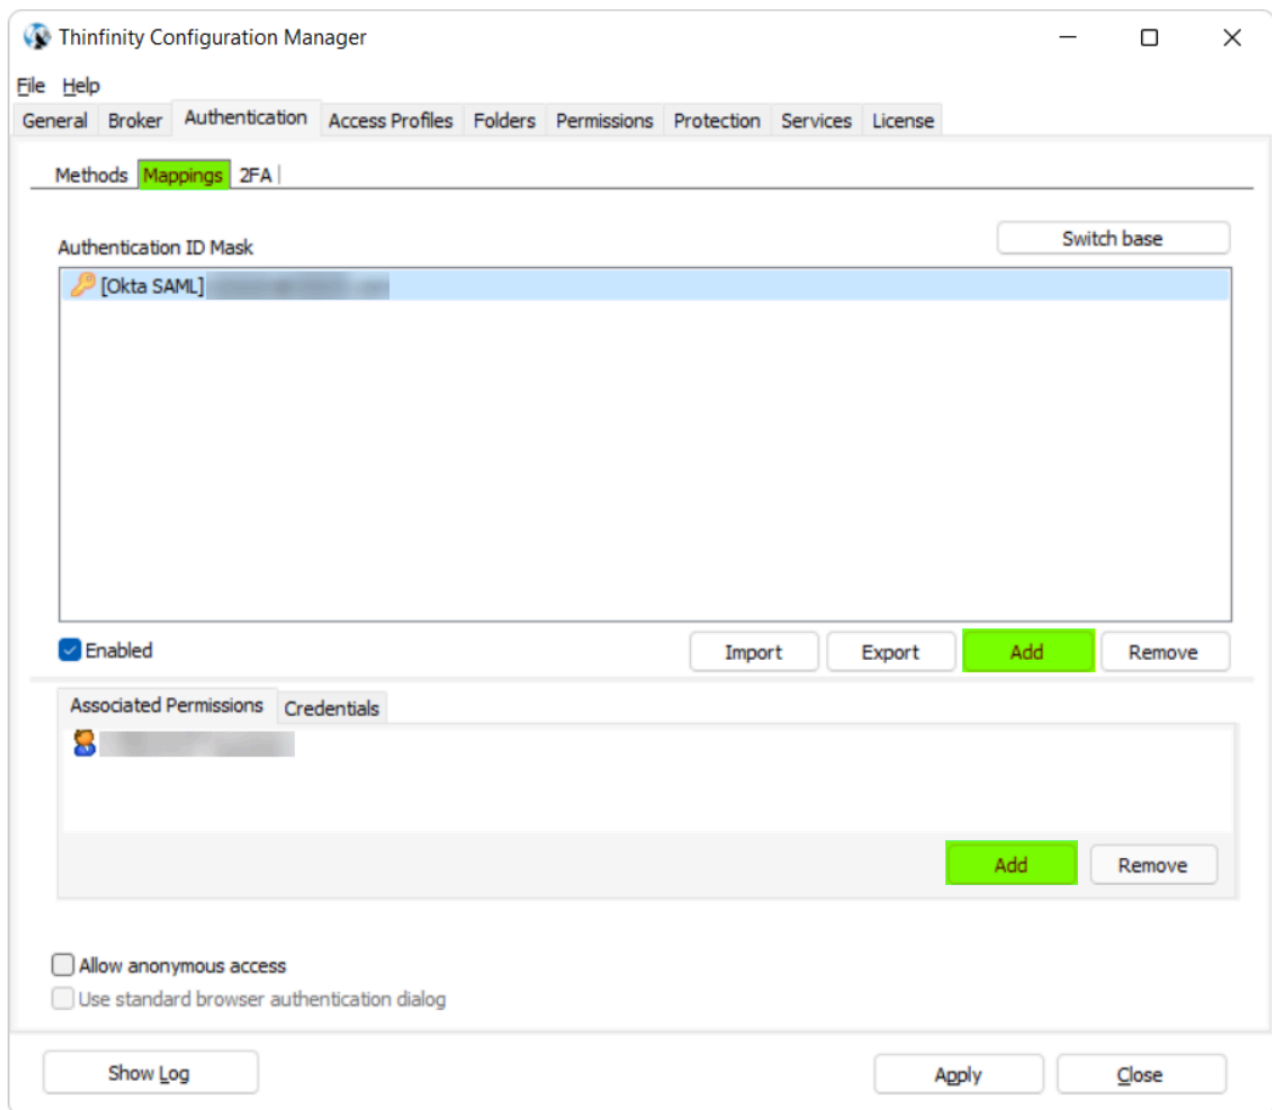 Thinfinity Configuration Manager
File Help
General Broker Authentication Access Profiles Folders Permissions Protection Services License
Methods Mappings 2FA
Switch base
Authentication ID Mask
[Okta SAML]
Enabled Import Export Add Remove
Associated Permissions Credentials
Add Remove
Allow anonymous access
Use standard browser authentication dialog
Show Log Apply Close